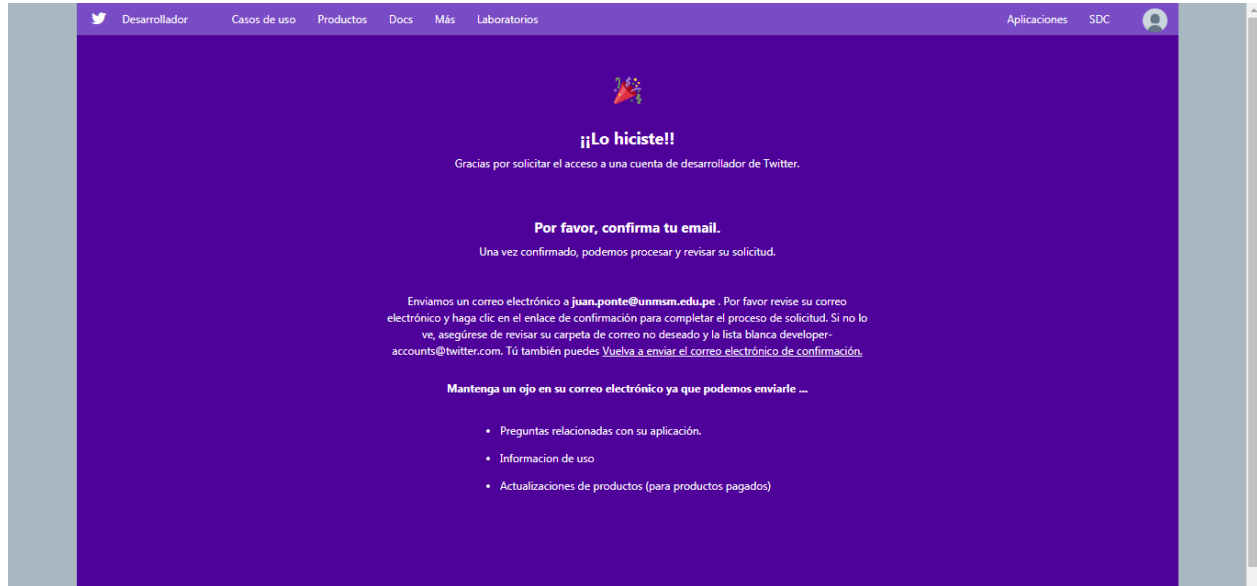 Desarrollador Casos de uso Productos Docs Más Laboratorios Aplicaciones SDC
¡¡Lo hiciste!!
Gracias por solicitar el acceso a una cuenta de desarrollador de Twitter.
Por favor, confirma tu email.
Una vez confirmado, podemos procesar y revisar su solicitud.
Enviamos un correo electrónico a juan.ponte@unmsm.edu.pe . Por favor revise su correo
electrónico y haga clic en el enlace de confirmación para completar el proceso de solicitud. Si no lo
ve, asegúrese de revisar su carpeta de correo no deseado y la lista blanca developer-
accounts@twitter.com. Tú también puedes Vuelva a enviar el correo electrónico de confirmación.
Mantenga un ojo en su correo electrónico ya que podemos enviarle ...
• Preguntas relacionadas con su aplicación.
• Informacion de uso
• Actualizaciones de productos (para productos pagados)